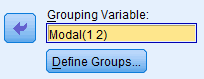 Grouping Variable:
Modal(1 2)
Define Groups...